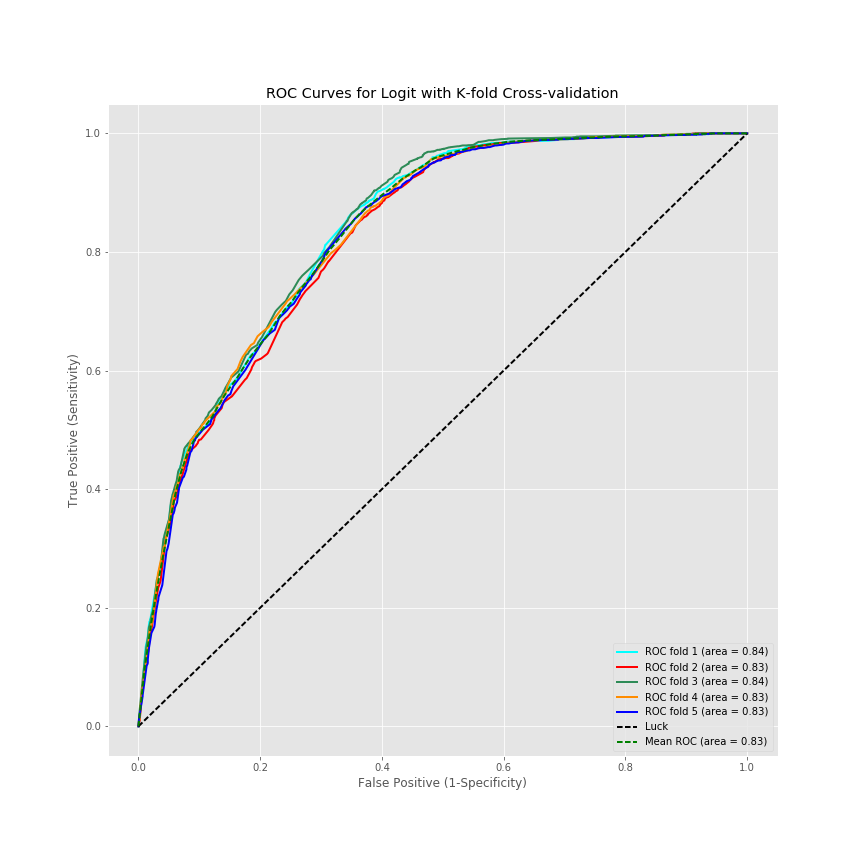 ROC Curves for Logit with K-fold Cross-validation
1.0
0.8
0.6
0.4
0.2
0.0
True Positive (Sensitivity)
ROC fold 1 (area = 0.84)
ROC fold 2 (area = 0.83)
ROC fold 3 (area = 0.84)
ROC fold 4 (area = 0.83)
ROC fold 5 (area = 0.83)
Luck
Mean ROC (area = 0.83)
0.0 0.2 0.4 0.6 0.8 1.0
False Positive (1-Specificity)